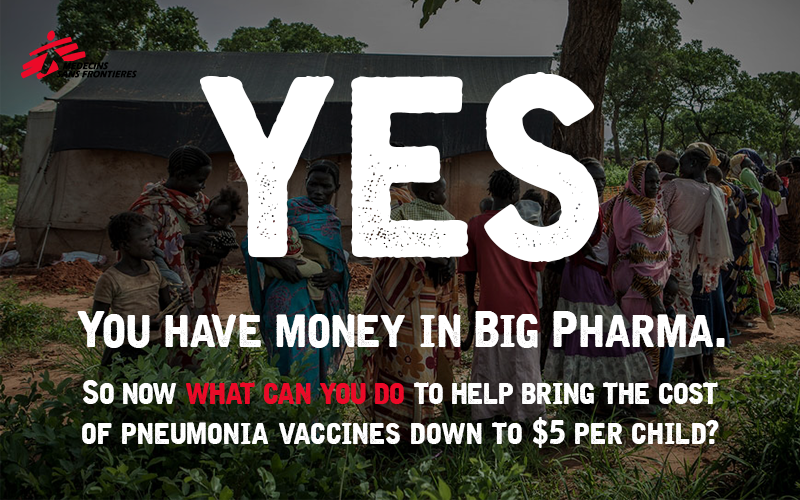 MEDECINS
SANS FRONTIERES
YES
YOU HAVE MONEY IN BIG PHARMA.
SO NOW WHAT CAN YOU DO TO HELP BRING THE COST
OF PNEUMONIA VACCINES DOWN TO $5 PER CHILD?